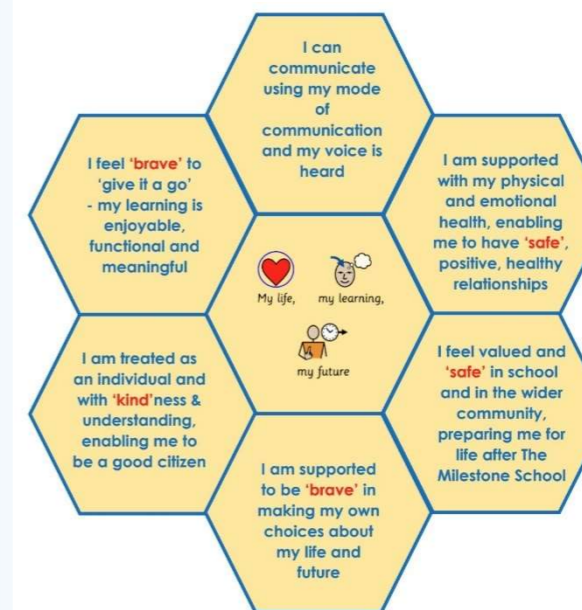 I can
communicate
using my mode
of
communication
and my voice is
heard
I feel 'brave' to
'give it a go'
- my learning is
enjoyable,
functional and
meaningful
I am supported
with my physical
and emotional
health, enabling
me to have 'safe',
positive, healthy
relationships
My life,
my learning,
my future
I am treated as
an individual and
with 'kind'ness &
understanding,
enabling me to
be a good citizen
I feel valued and
'safe' in school
and in the wider
community,
preparing me for
life after The
Milestone School
I am supported
to be 'brave' in
making my own
choices about
my life and
future